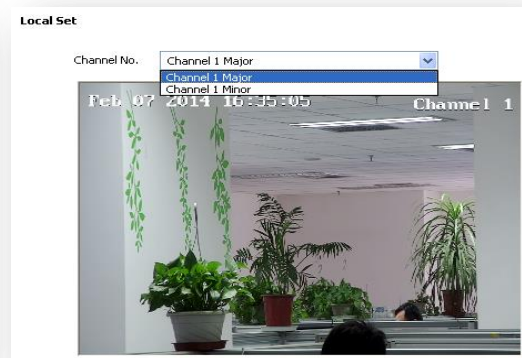 Local Set
Channel No.
Channel 1 Major
Channel 1 Major
Channel 1 Minor
Feb 07 2014 16:35:05
Channel 1